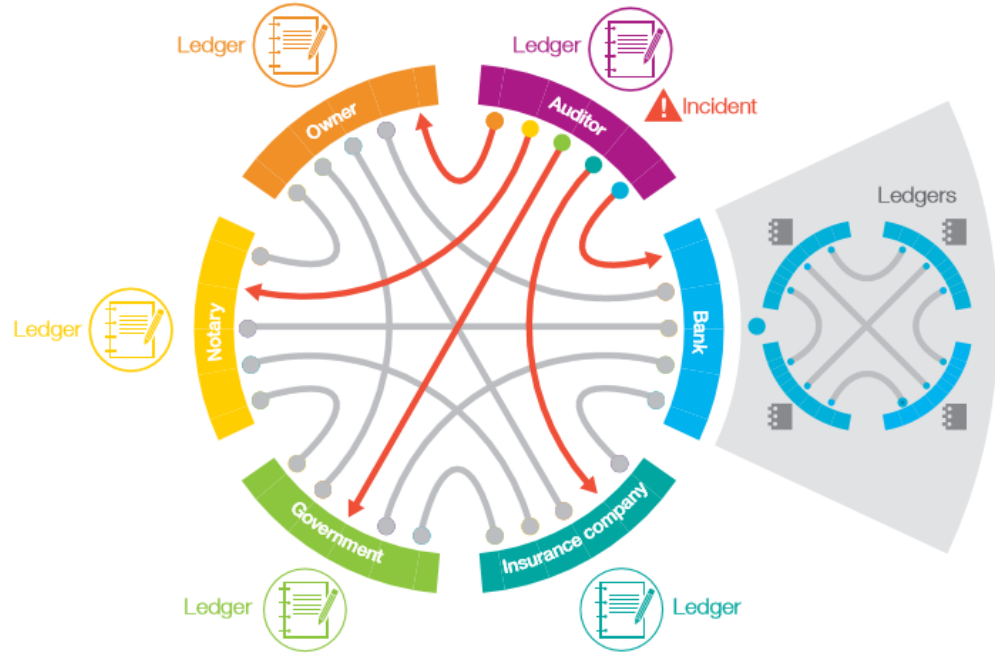 Ledger
Ledger
Incident
Owner
Auditor
Ledgers
Ledger
Notary
Bank
Government
Insurance company
Ledger
Ledger